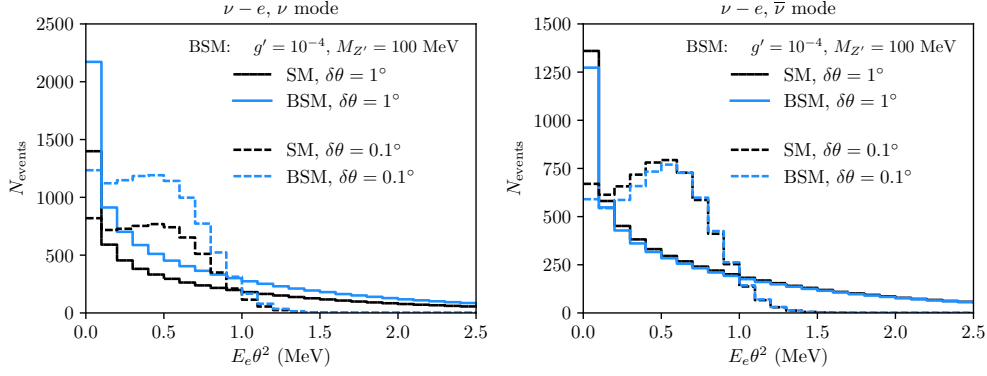 ν − e, ν mode
BSM: g′ = 10⁻⁴, M_Z′ = 100 MeV
SM, δθ = 1°
BSM, δθ = 1°
SM, δθ = 0.1°
BSM, δθ = 0.1°
2500
2000
1500
1000
500
0
N_events
0.0 0.5 1.0 1.5 2.0 2.5
E_eθ² (MeV)
ν − e, ν̅ mode
BSM: g′ = 10⁻⁴, M_Z′ = 100 MeV
SM, δθ = 1°
BSM, δθ = 1°
SM, δθ = 0.1°
BSM, δθ = 0.1°
1500
1250
1000
750
500
250
0
N_events
0.0 0.5 1.0 1.5 2.0 2.5
E_eθ² (MeV)